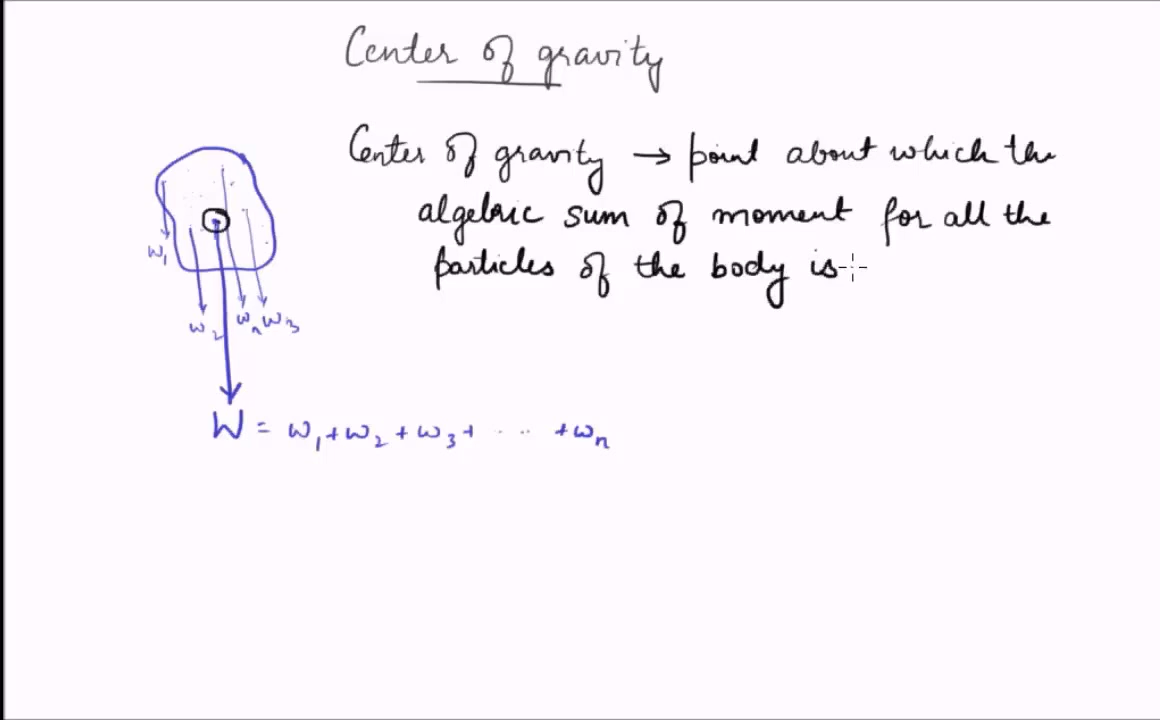 Center of gravity
Center of gravity → point about which the
algebric sum of moment for all the
particles of the body is
w₁
w₂ wₙ w₃
W = w₁ + w₂ + w₃ + ..... + wₙ